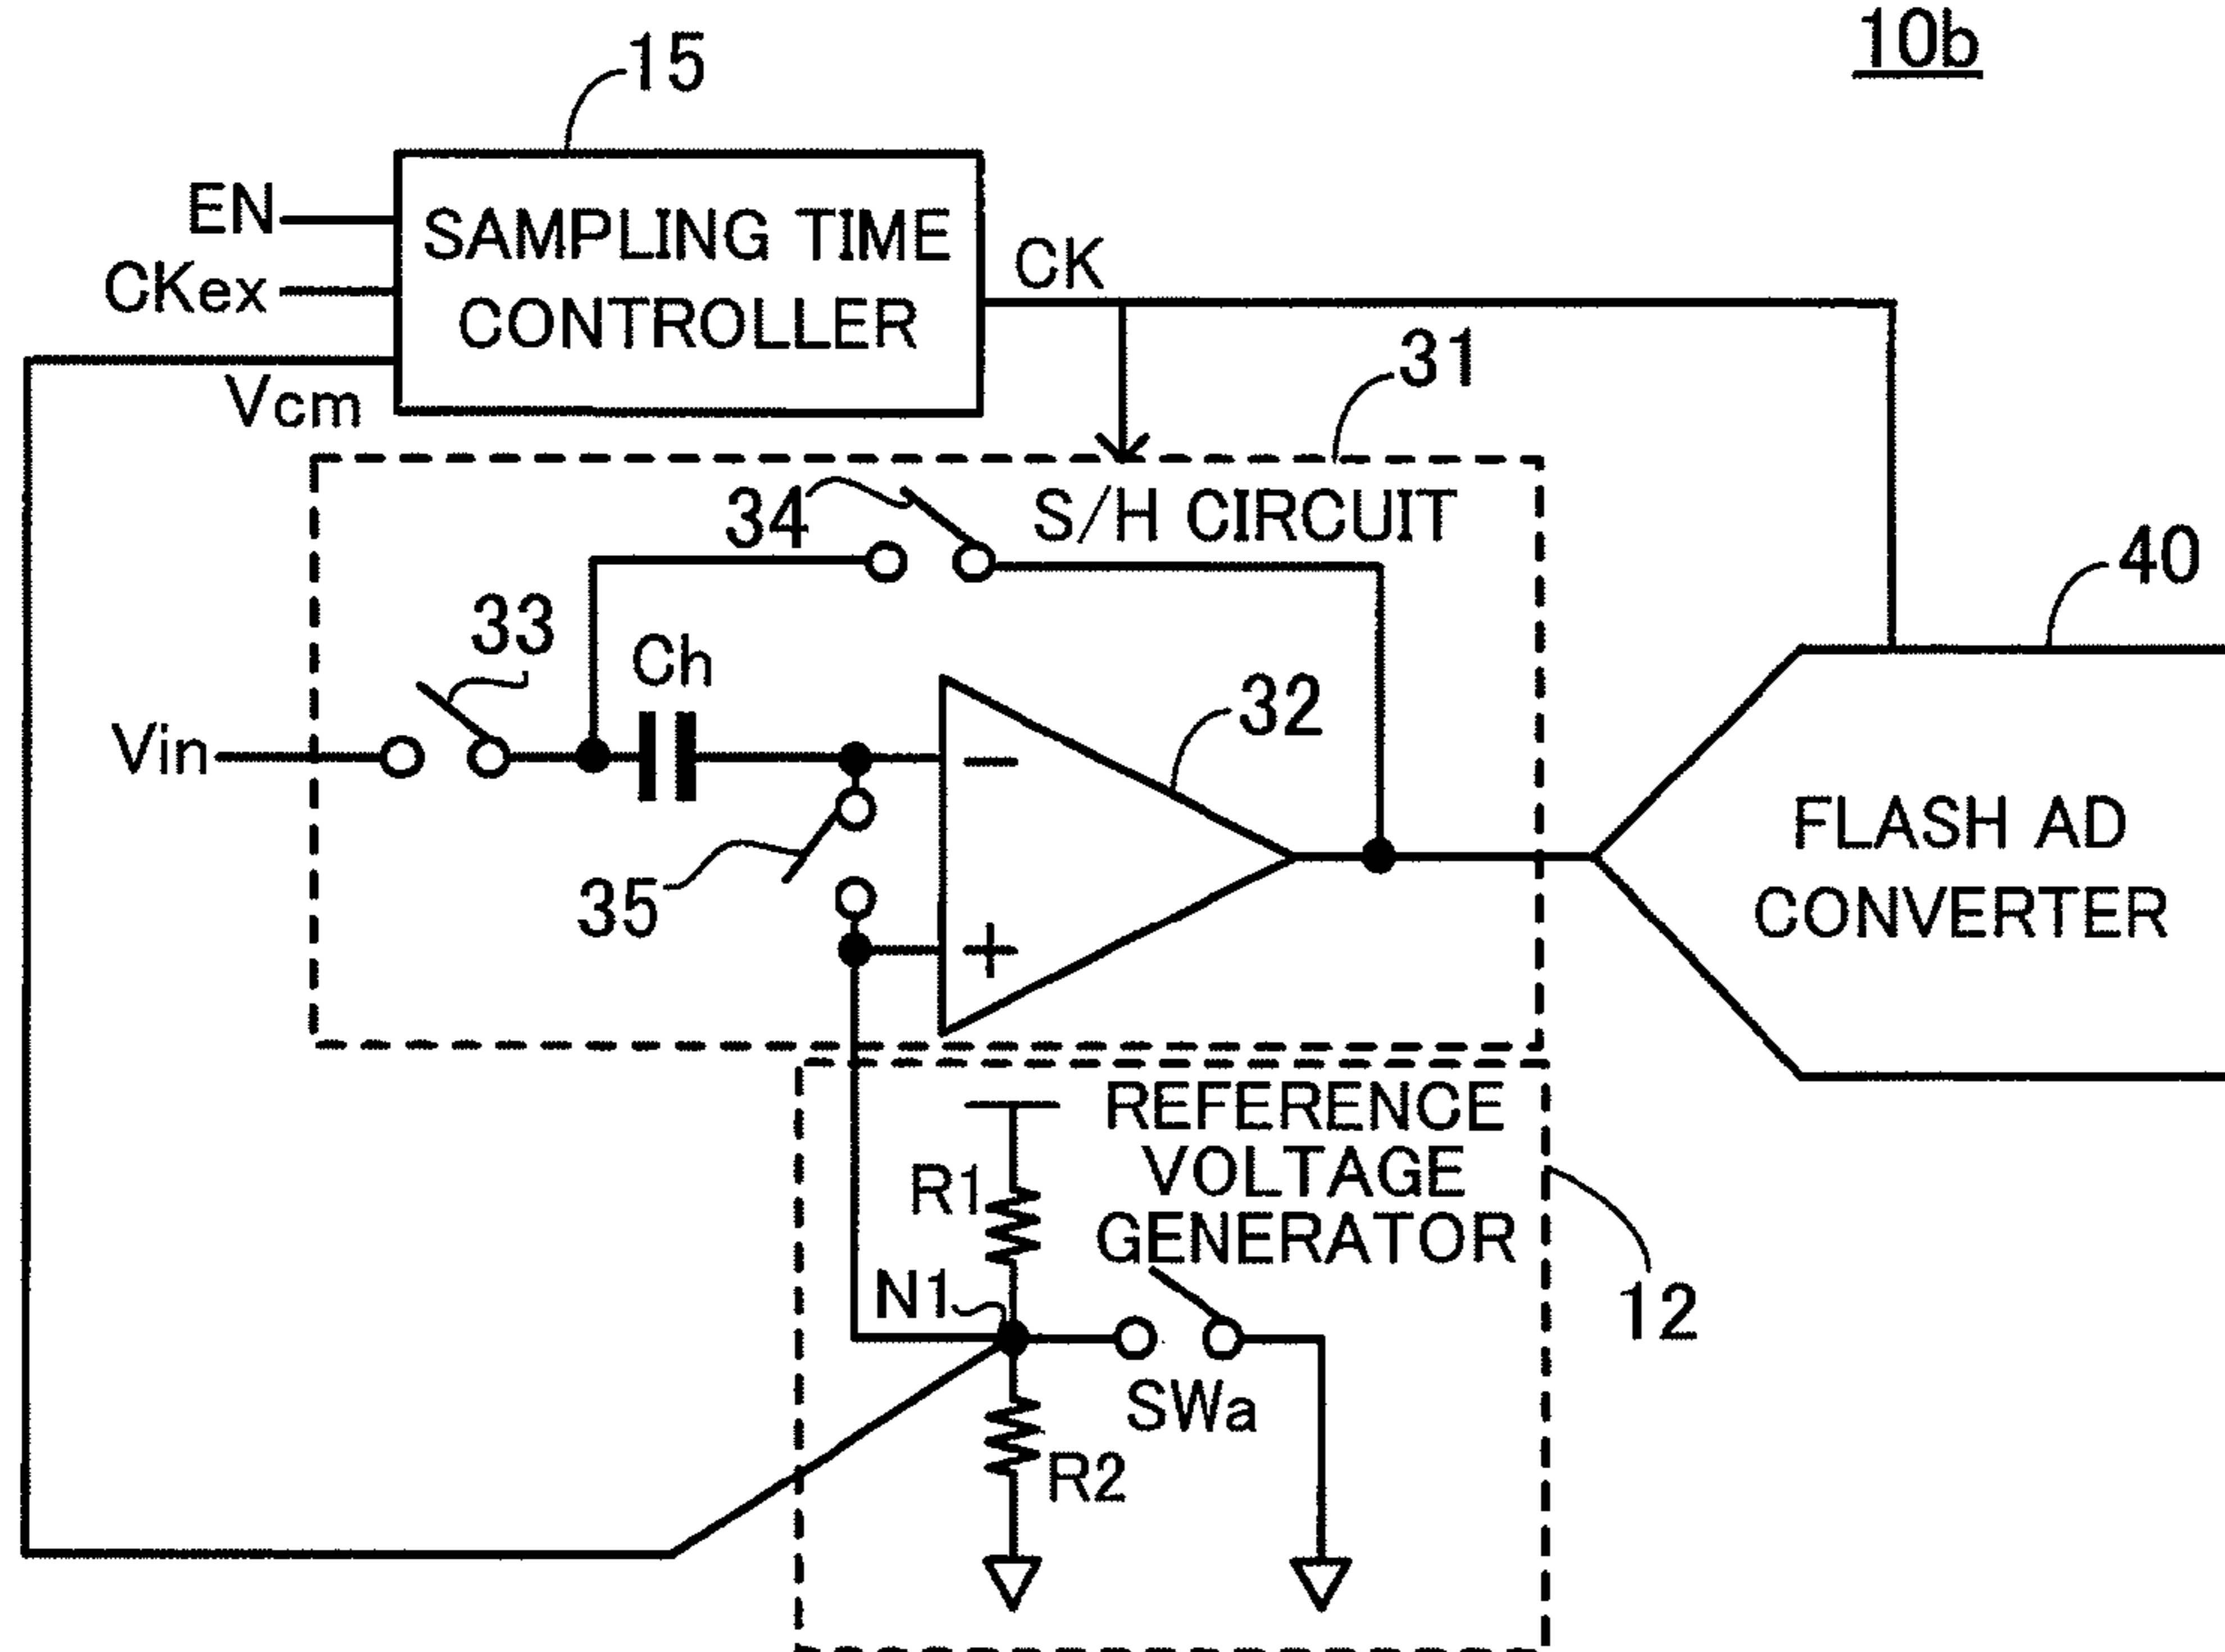 10b
15
EN
CKex
Vcm
SAMPLING TIME
CONTROLLER
CK
31
S/H CIRCUIT
34
33
Ch
Vin
32
35
−
+
40
FLASH AD
CONVERTER
REFERENCE
VOLTAGE
GENERATOR
R1
N1
SWa
R2
12